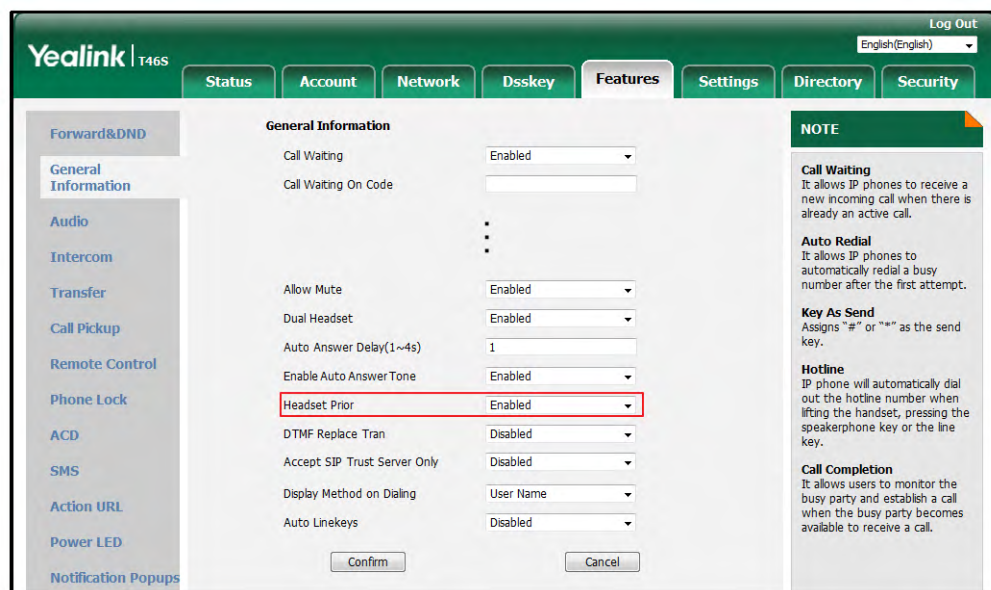 Log Out
English(English)
Yealink | T46S
Status Account Network Dsskey Features Settings Directory Security
Forward&DND
General
Information
Audio
Intercom
Transfer
Call Pickup
Remote Control
Phone Lock
ACD
SMS
Action URL
Power LED
Notification Popups
General Information
Call Waiting Enabled
Call Waiting On Code
Allow Mute Enabled
Dual Headset Enabled
Auto Answer Delay(1~4s) 1
Enable Auto Answer Tone Enabled
Headset Prior Enabled
DTMF Replace Tran Disabled
Accept SIP Trust Server Only Disabled
Display Method on Dialing User Name
Auto Linekeys Disabled
Confirm Cancel
NOTE
Call Waiting
It allows IP phones to receive a
new incoming call when there is
already an active call.
Auto Redial
It allows IP phones to
automatically redial a busy
number after the first attempt.
Key As Send
Assigns "#" or "*" as the send
key.
Hotline
IP phone will automatically dial
out the hotline number when
lifting the handset, pressing the
speakerphone key or the line
key.
Call Completion
It allows users to monitor the
busy party and establish a call
when the busy party becomes
available to receive a call.